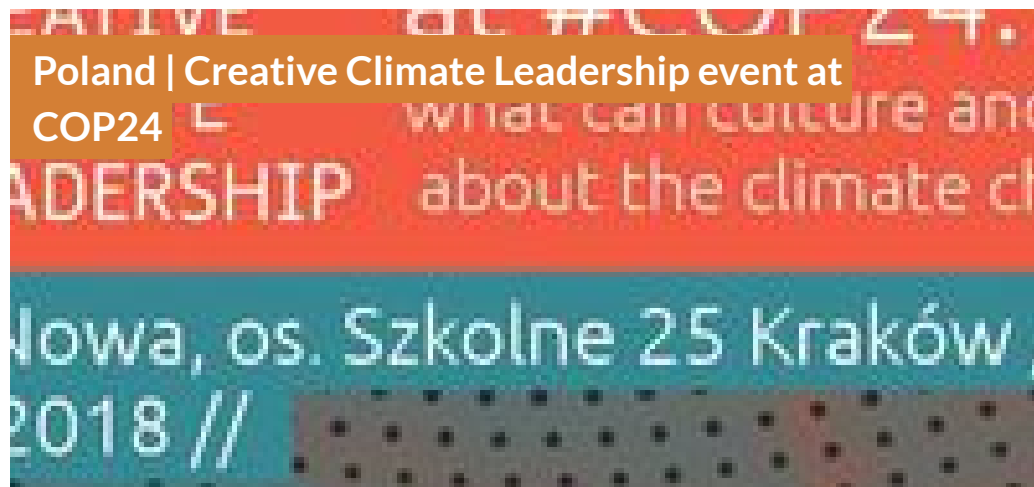 EATIVE at #COP24.
Poland | Creative Climate Leadership event at
COP24
what can culture and
ADERSHIP about the climate ch
Nowa, os. Szkolne 25 Kraków
2018 //